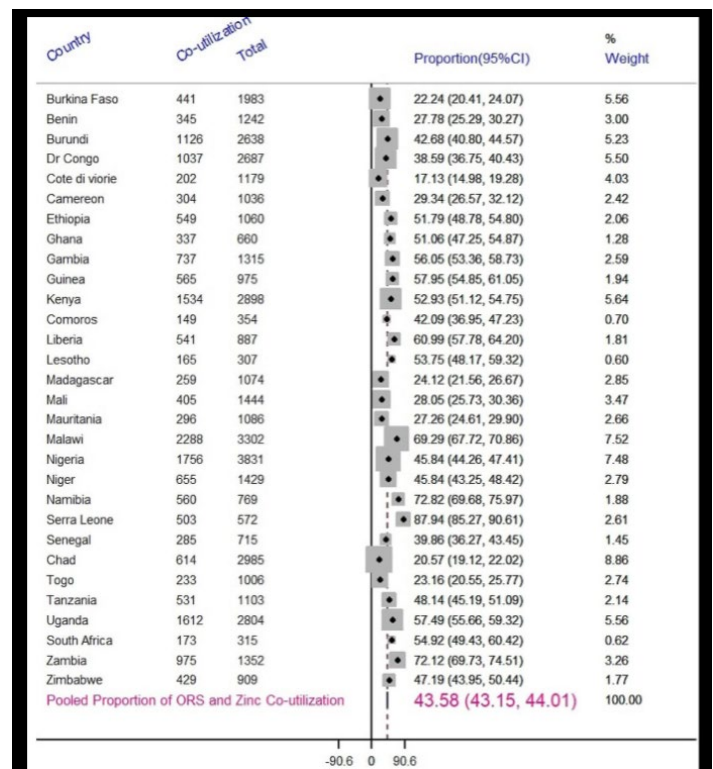 Country Co-utilization Total Proportion(95%CI) % Weight
Burkina Faso 441 1983 22.24 (20.41, 24.07) 5.56
Benin 345 1242 27.78 (25.29, 30.27) 3.00
Burundi 1126 2638 42.68 (40.80, 44.57) 5.23
Dr Congo 1037 2687 38.59 (36.75, 40.43) 5.50
Cote di viorie 202 1179 17.13 (14.98, 19.28) 4.03
Camereon 304 1036 29.34 (26.57, 32.12) 2.42
Ethiopia 549 1060 51.79 (48.78, 54.80) 2.06
Ghana 337 660 51.06 (47.25, 54.87) 1.28
Gambia 737 1315 56.05 (53.36, 58.73) 2.59
Guinea 565 975 57.95 (54.85, 61.05) 1.94
Kenya 1534 2898 52.93 (51.12, 54.75) 5.64
Comoros 149 354 42.09 (36.95, 47.23) 0.70
Liberia 541 887 60.99 (57.78, 64.20) 1.81
Lesotho 165 307 53.75 (48.17, 59.32) 0.60
Madagascar 259 1074 24.12 (21.56, 26.67) 2.85
Mali 405 1444 28.05 (25.73, 30.36) 3.47
Mauritania 296 1086 27.26 (24.61, 29.90) 2.66
Malawi 2288 3302 69.29 (67.72, 70.86) 7.52
Nigeria 1756 3831 45.84 (44.26, 47.41) 7.48
Niger 655 1429 45.84 (43.25, 48.42) 2.79
Namibia 560 769 72.82 (69.68, 75.97) 1.88
Serra Leone 503 572 87.94 (85.27, 90.61) 2.61
Senegal 285 715 39.86 (36.27, 43.45) 1.45
Chad 614 2985 20.57 (19.12, 22.02) 8.86
Togo 233 1006 23.16 (20.55, 25.77) 2.74
Tanzania 531 1103 48.14 (45.19, 51.09) 2.14
Uganda 1612 2804 57.49 (55.66, 59.32) 5.56
South Africa 173 315 54.92 (49.43, 60.42) 0.62
Zambia 975 1352 72.12 (69.73, 74.51) 3.26
Zimbabwe 429 909 47.19 (43.95, 50.44) 1.77
Pooled Proportion of ORS and Zinc Co-utilization 43.58 (43.15, 44.01) 100.00
-90.6 0 90.6